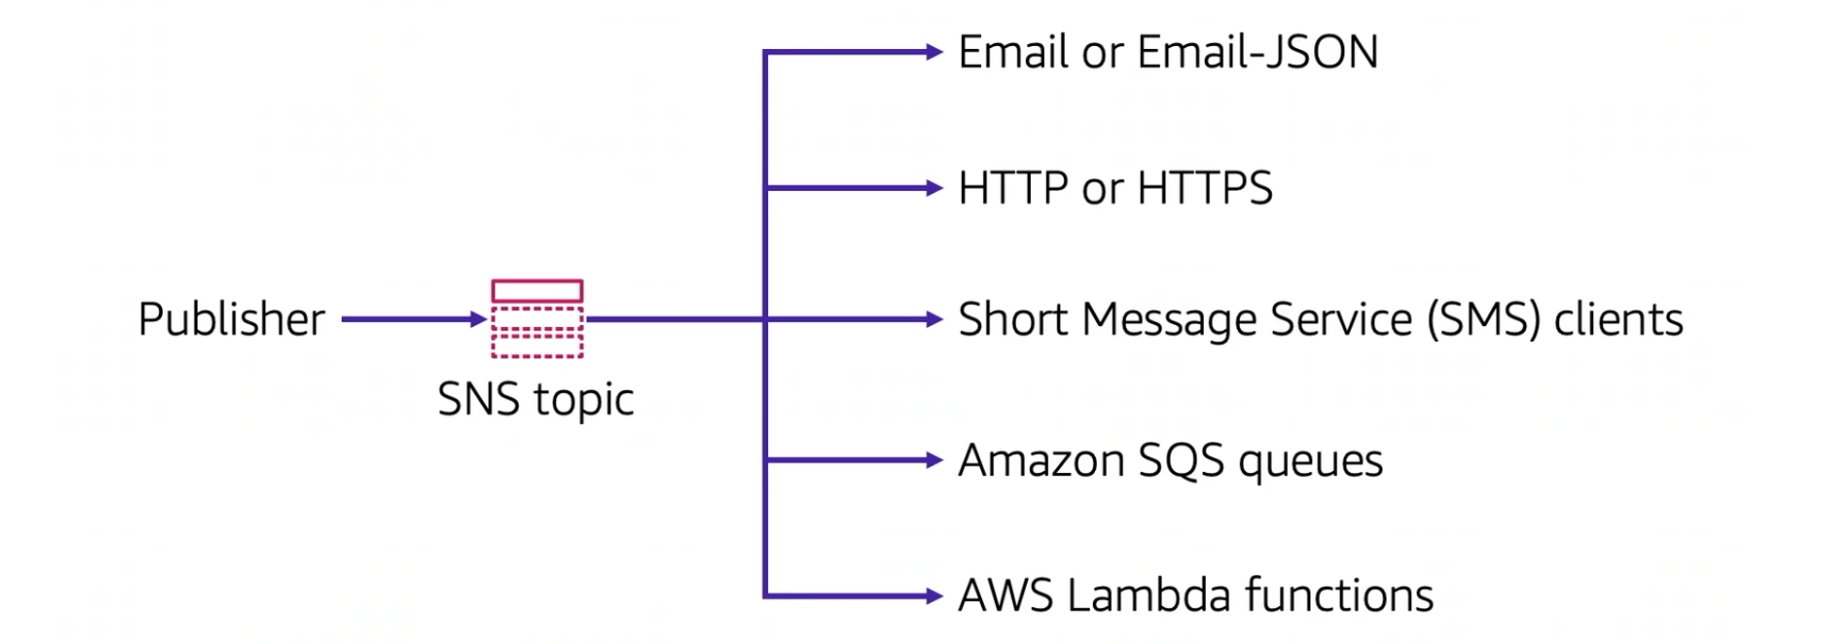 Email or Email-JSON
HTTP or HTTPS
Publisher
SNS topic
Short Message Service (SMS) clients
Amazon SQS queues
AWS Lambda functions